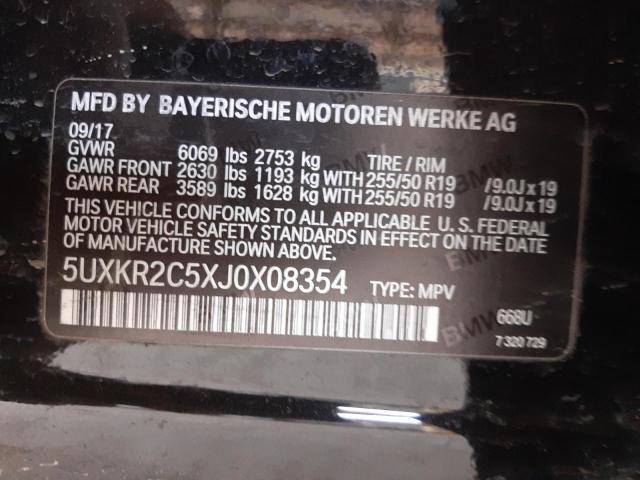 MFD BY BAYERISCHE MOTOREN WERKE AG
09/17
GVWR 6069 lbs 2753 kg TIRE / RIM
GAWR FRONT 2630 lbs 1193 kg WITH 255/50 R19 /9.0J x 19
GAWR REAR 3589 lbs 1628 kg WITH 255/50 R19 /9.0J x 19
THIS VEHICLE CONFORMS TO ALL APPLICABLE U. S. FEDERAL
MOTOR VEHICLE SAFETY STANDARDS IN EFFECT ON THE
DATE OF MANUFACTURE SHOWN ABOVE.
5UXKR2C5XJ0X08354 TYPE: MPV
668U
7 320 729